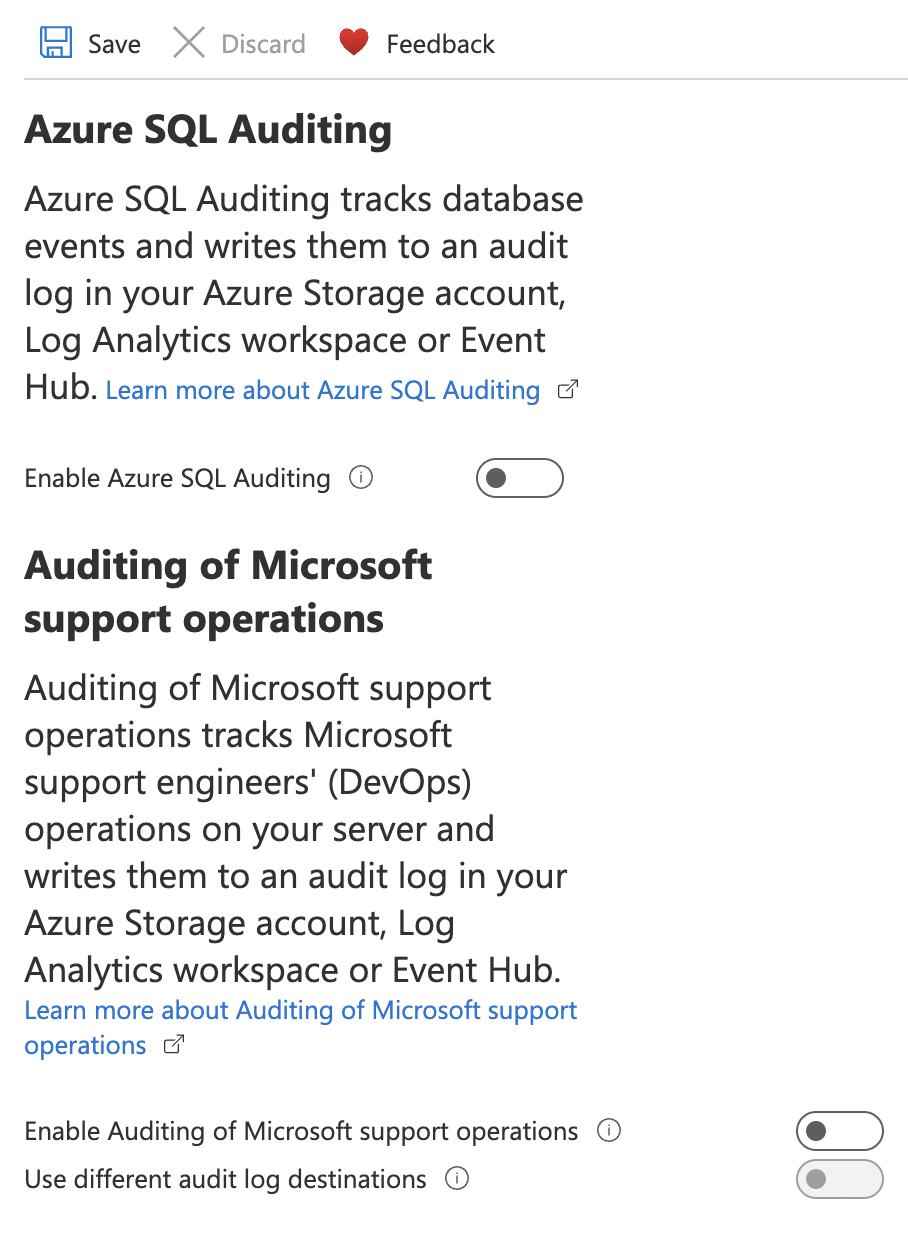 Save Discard Feedback
Azure SQL Auditing
Azure SQL Auditing tracks database
events and writes them to an audit
log in your Azure Storage account,
Log Analytics workspace or Event
Hub. Learn more about Azure SQL Auditing
Enable Azure SQL Auditing
Auditing of Microsoft
support operations
Auditing of Microsoft support
operations tracks Microsoft
support engineers' (DevOps)
operations on your server and
writes them to an audit log in your
Azure Storage account, Log
Analytics workspace or Event Hub.
Learn more about Auditing of Microsoft support
operations
Enable Auditing of Microsoft support operations
Use different audit log destinations